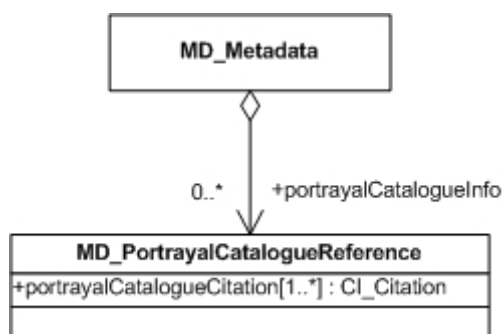 MD_Metadata
0..* +portrayalCatalogueInfo
MD_PortrayalCatalogueReference
+portrayalCatalogueCitation[1..*] : CI_Citation